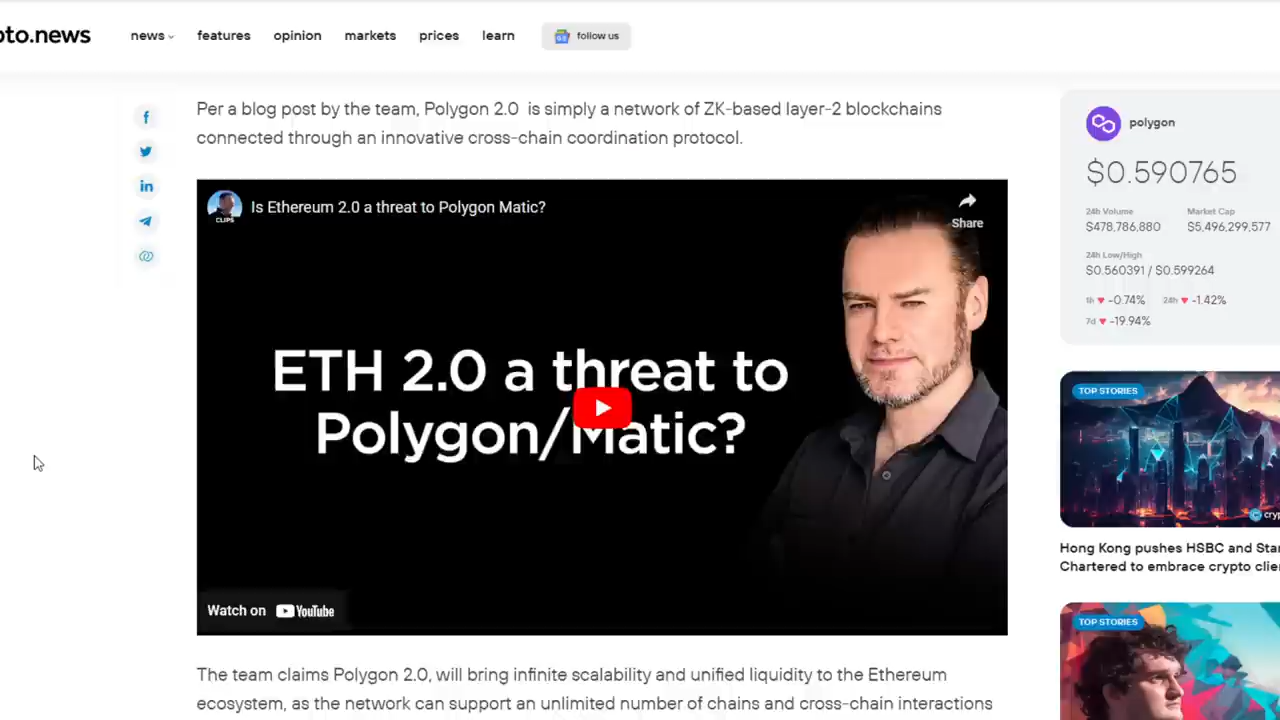 oto.news
news
features
opinion
markets
prices
learn
follow us
Per a blog post by the team, Polygon 2.0 is simply a network of ZK-based layer-2 blockchains
connected through an innovative cross-chain coordination protocol.
CLIPS
Is Ethereum 2.0 a threat to Polygon Matic?
Share
ETH 2.0 a threat to
Polygon/Matic?
Watch on YouTube
The team claims Polygon 2.0, will bring infinite scalability and unified liquidity to the Ethereum
ecosystem, as the network can support an unlimited number of chains and cross-chain interactions
polygon
$0.590765
24h Volume Market Cap
$478,786,880 $5,496,299,577
24h Low/High
$0.560391 / $0.599264
1h -0.74% 24h -1.42%
7d -19.94%
TOP STORIES
cryp
Hong Kong pushes HSBC and Stan
Chartered to embrace crypto clien
TOP STORIES